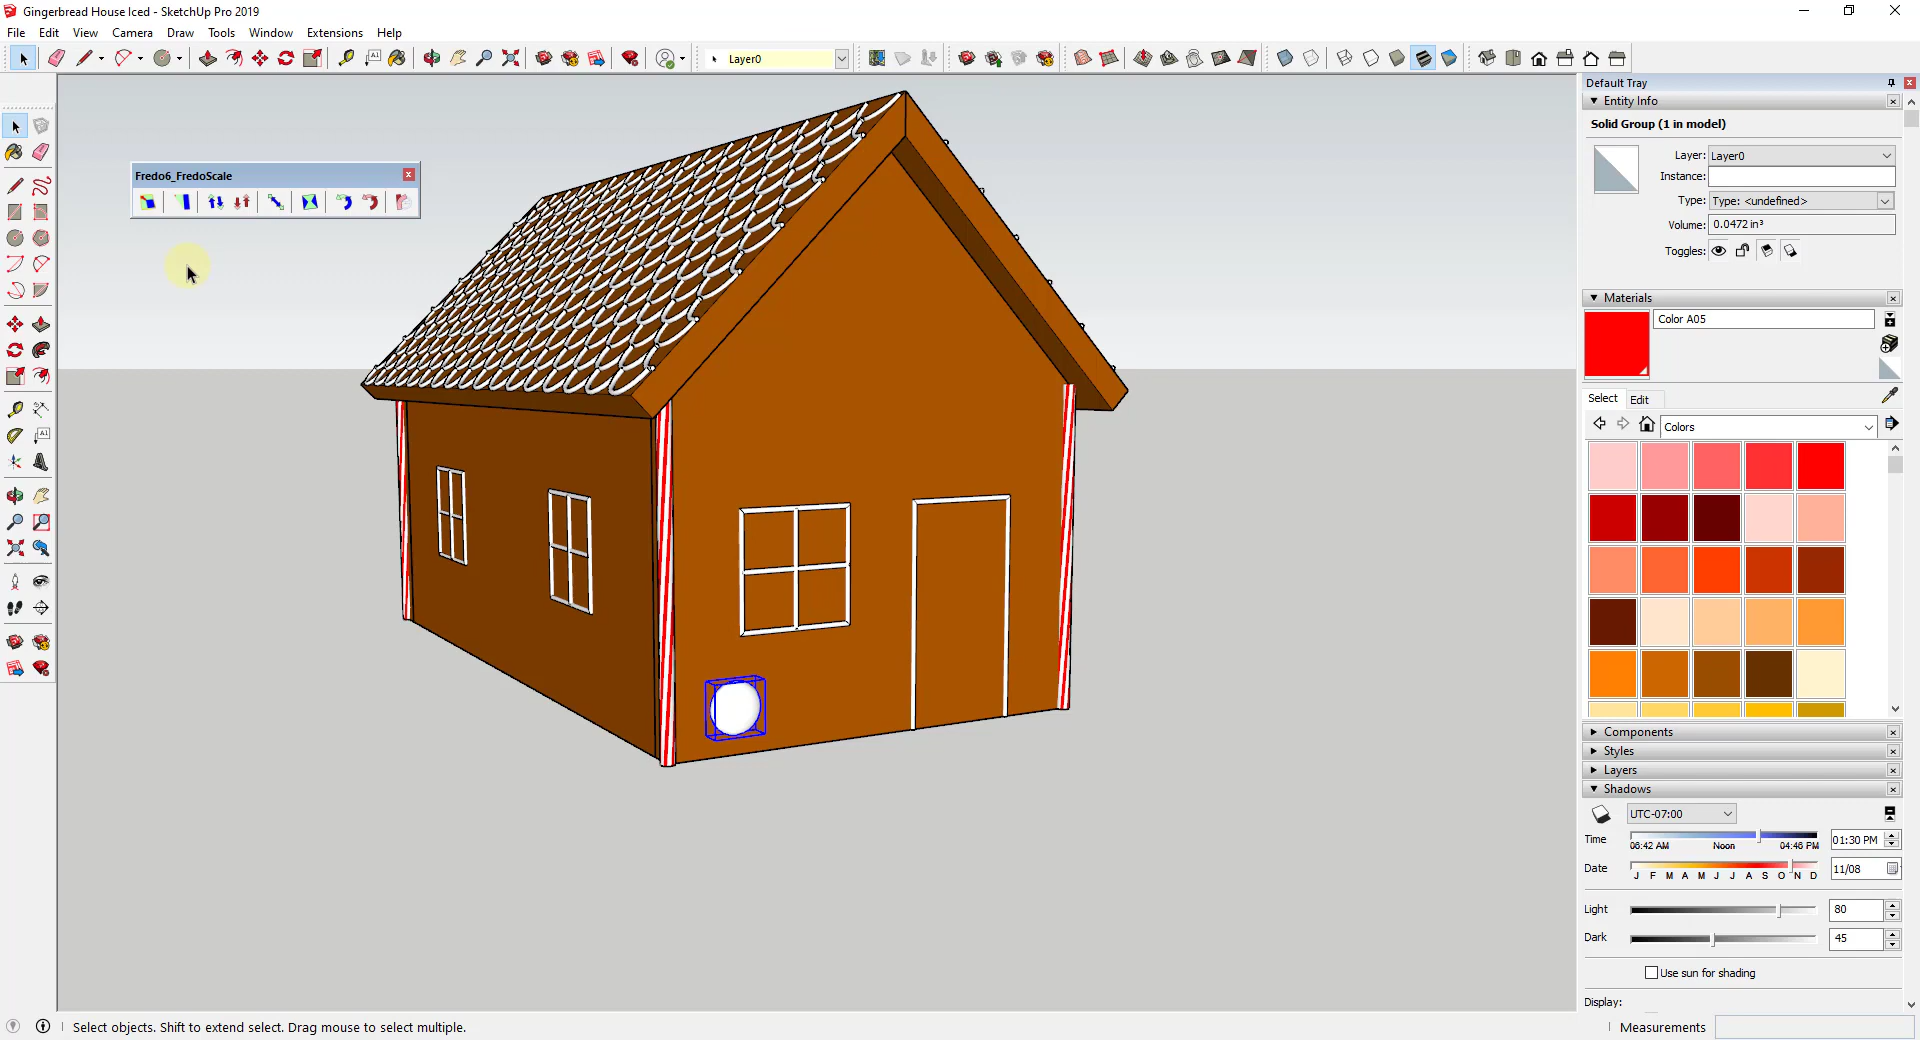 Gingerbread House Iced - SketchUp Pro 2019
File Edit View Camera Draw Tools Window Extensions Help
Layer0
Default Tray
Entity Info
Solid Group (1 in model)
Layer: Layer0
Instance:
Type: Type: <undefined>
Volume: 0.0472 in³
Toggles:
Fredo6_FredoScale
Materials
Color A05
Select Edit
Colors
Components
Styles
Layers
Shadows
UTC-07:00
Time 06:42 AM Noon 04:46 PM 01:30 PM
Date J F M A M J J A S O N D 11/08
Light 80
Dark 45
Use sun for shading
Display:
Select objects. Shift to extend select. Drag mouse to select multiple.
Measurements